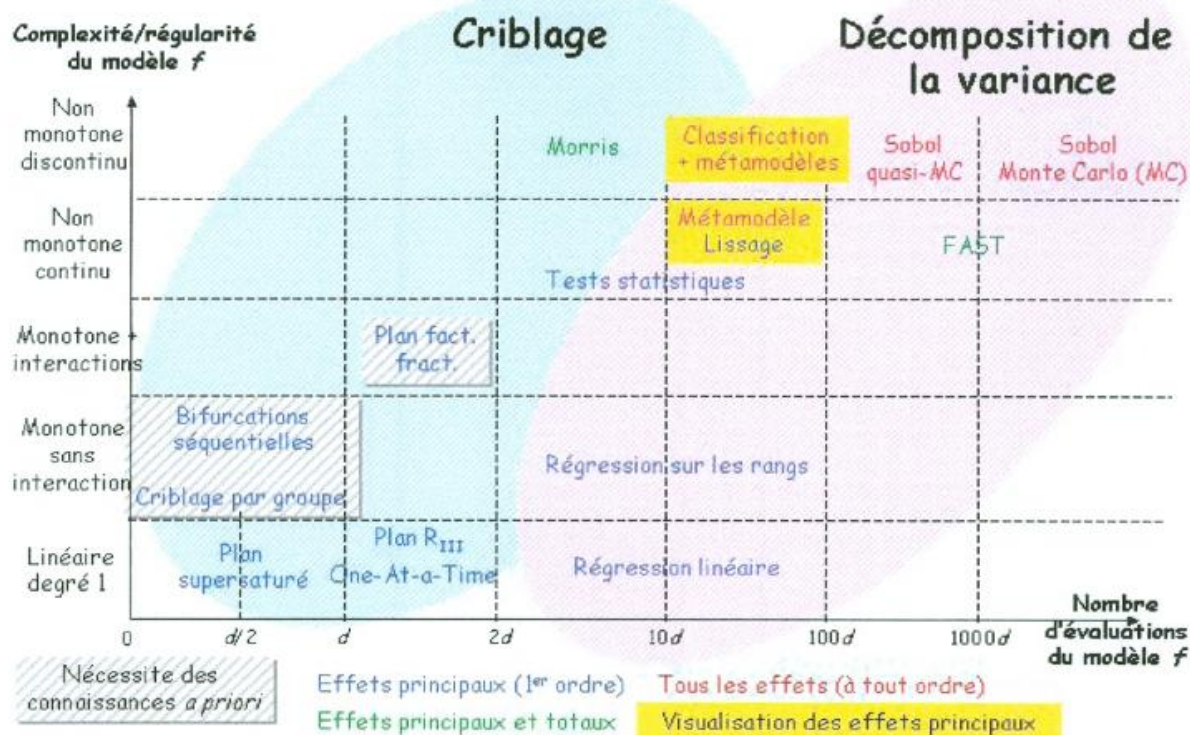 Complexité/régularité
du modèle f
Criblage
Décomposition de
la variance
Non
monotone
discontinu
Morris
Classification
+ métamodèles
Sobol
quasi-MC
Sobol
Monte Carlo (MC)
Non
monotone
continu
Métamodèle
Lissage
FAST
Tests statistiques
Monotone +
interactions
Plan fact.
fract.
Monotone
sans
interaction
Bifurcations
séquentielles
Criblage par groupe
Régression sur les rangs
Linéaire
degré 1
Plan
supersaturé
Plan RIII
One-At-a-Time
Régression linéaire
0 d/2 d 2d 10d 100d 1000d
Nombre
d'évaluations
du modèle f
Nécessite des
connaissances a priori
Effets principaux (1er ordre)
Tous les effets (à tout ordre)
Effets principaux et totaux
Visualisation des effets principaux